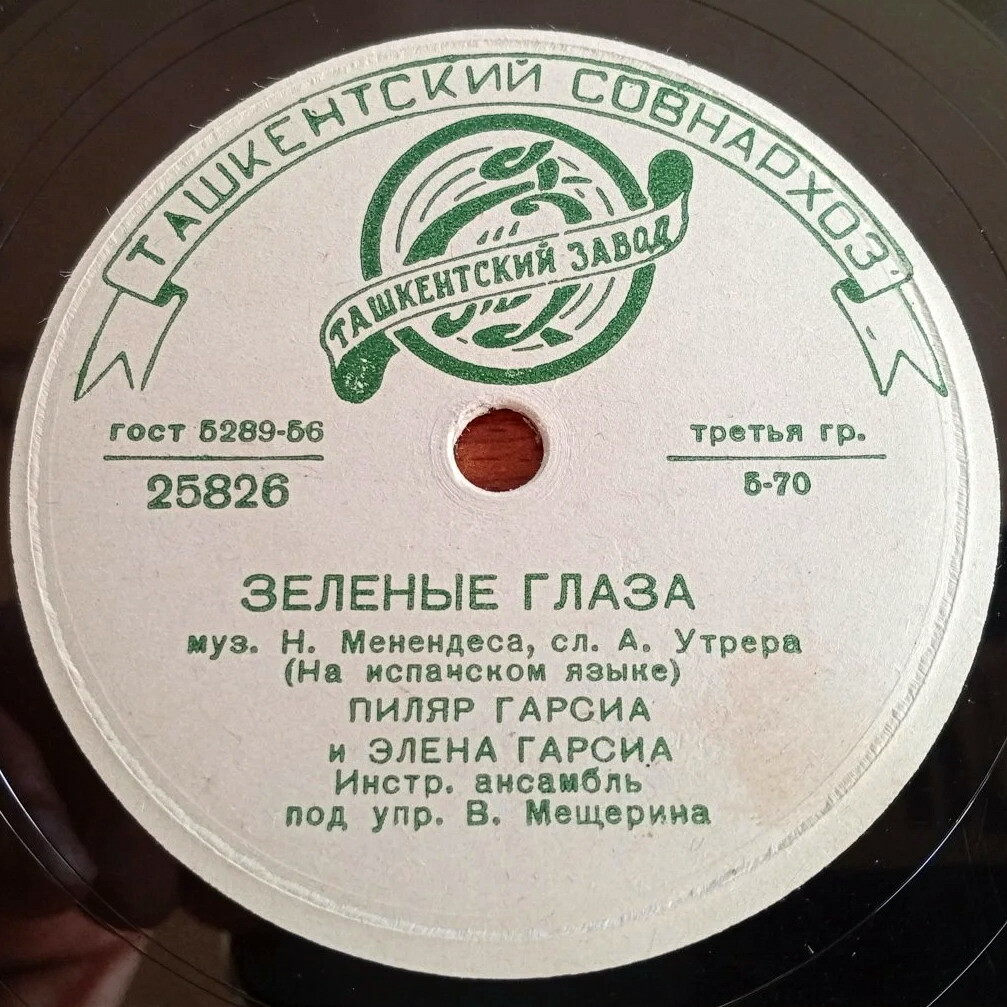 ТАШКЕНТСКИЙ СОВНАРХОЗ
ТАШКЕНТСКИЙ ЗАВОД
гост 5289-56
25826
третья гр.
5-70
ЗЕЛЕНЫЕ ГЛАЗА
муз. Н. Менендеса, сл. А. Утрера
(На испанском языке)
ПИЛЯР ГАРСИА
и ЭЛЕНА ГАРСИА
Инстр. ансамбль
под упр. В. Мещерина